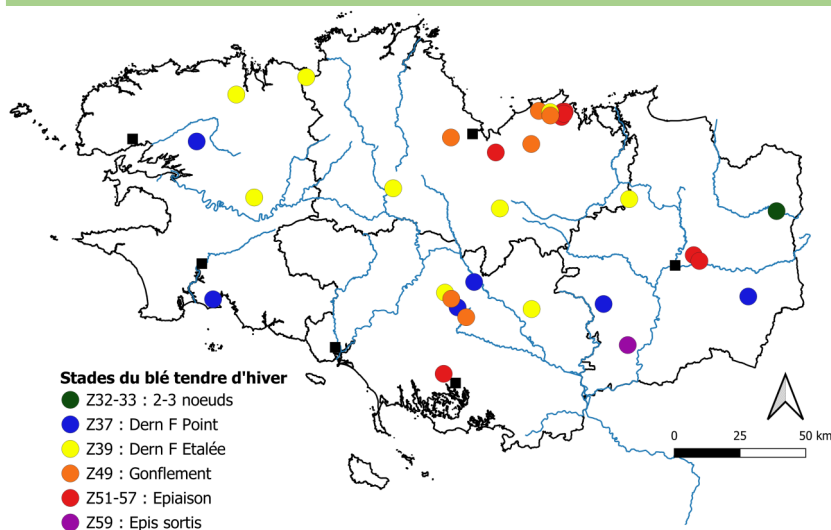 Stades du blé tendre d'hiver
Z32-33 : 2-3 noeuds
Z37 : Dern F Point
Z39 : Dern F Etalée
Z49 : Gonflement
Z51-57 : Epiaison
Z59 : Epis sortis
0 25 50 km